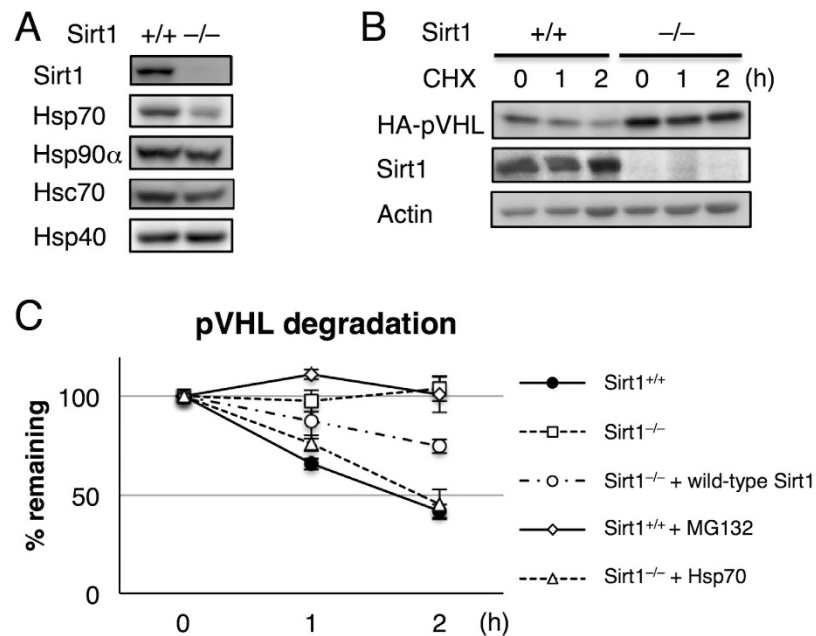 A
Sirt1 +/+ –/–
Sirt1
Hsp70
Hsp90α
Hsc70
Hsp40
B
Sirt1 +/+ –/–
CHX 0 1 2 0 1 2 (h)
HA-pVHL
Sirt1
Actin
C
pVHL degradation
% remaining
100
50
0
0 1 2 (h)
Sirt1+/+
Sirt1–/–
Sirt1–/– + wild-type Sirt1
Sirt1+/+ + MG132
Sirt1–/– + Hsp70